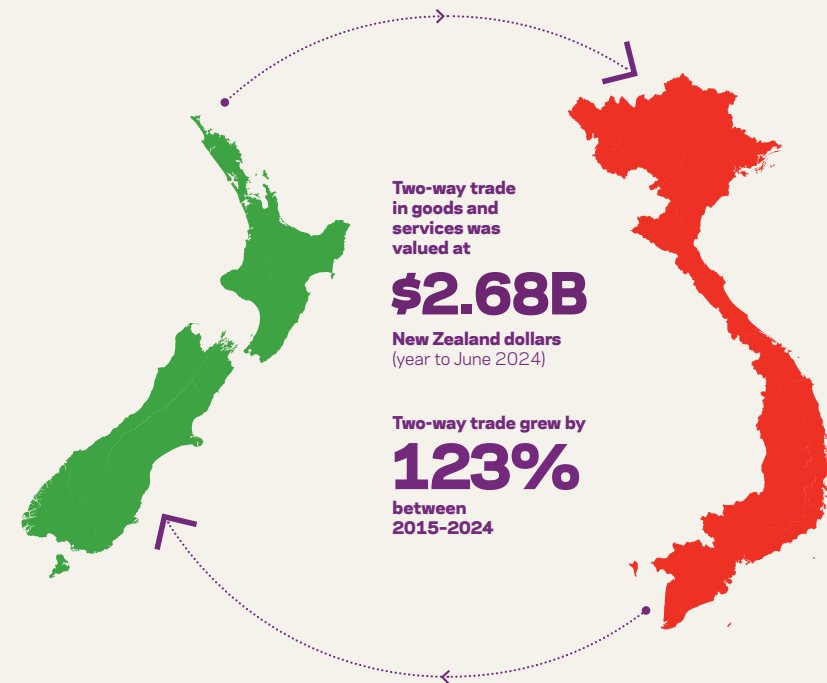 Two-way trade
in goods and
services was
valued at
$2.68B
New Zealand dollars
(year to June 2024)
Two-way trade grew by
123%
between
2015-2024